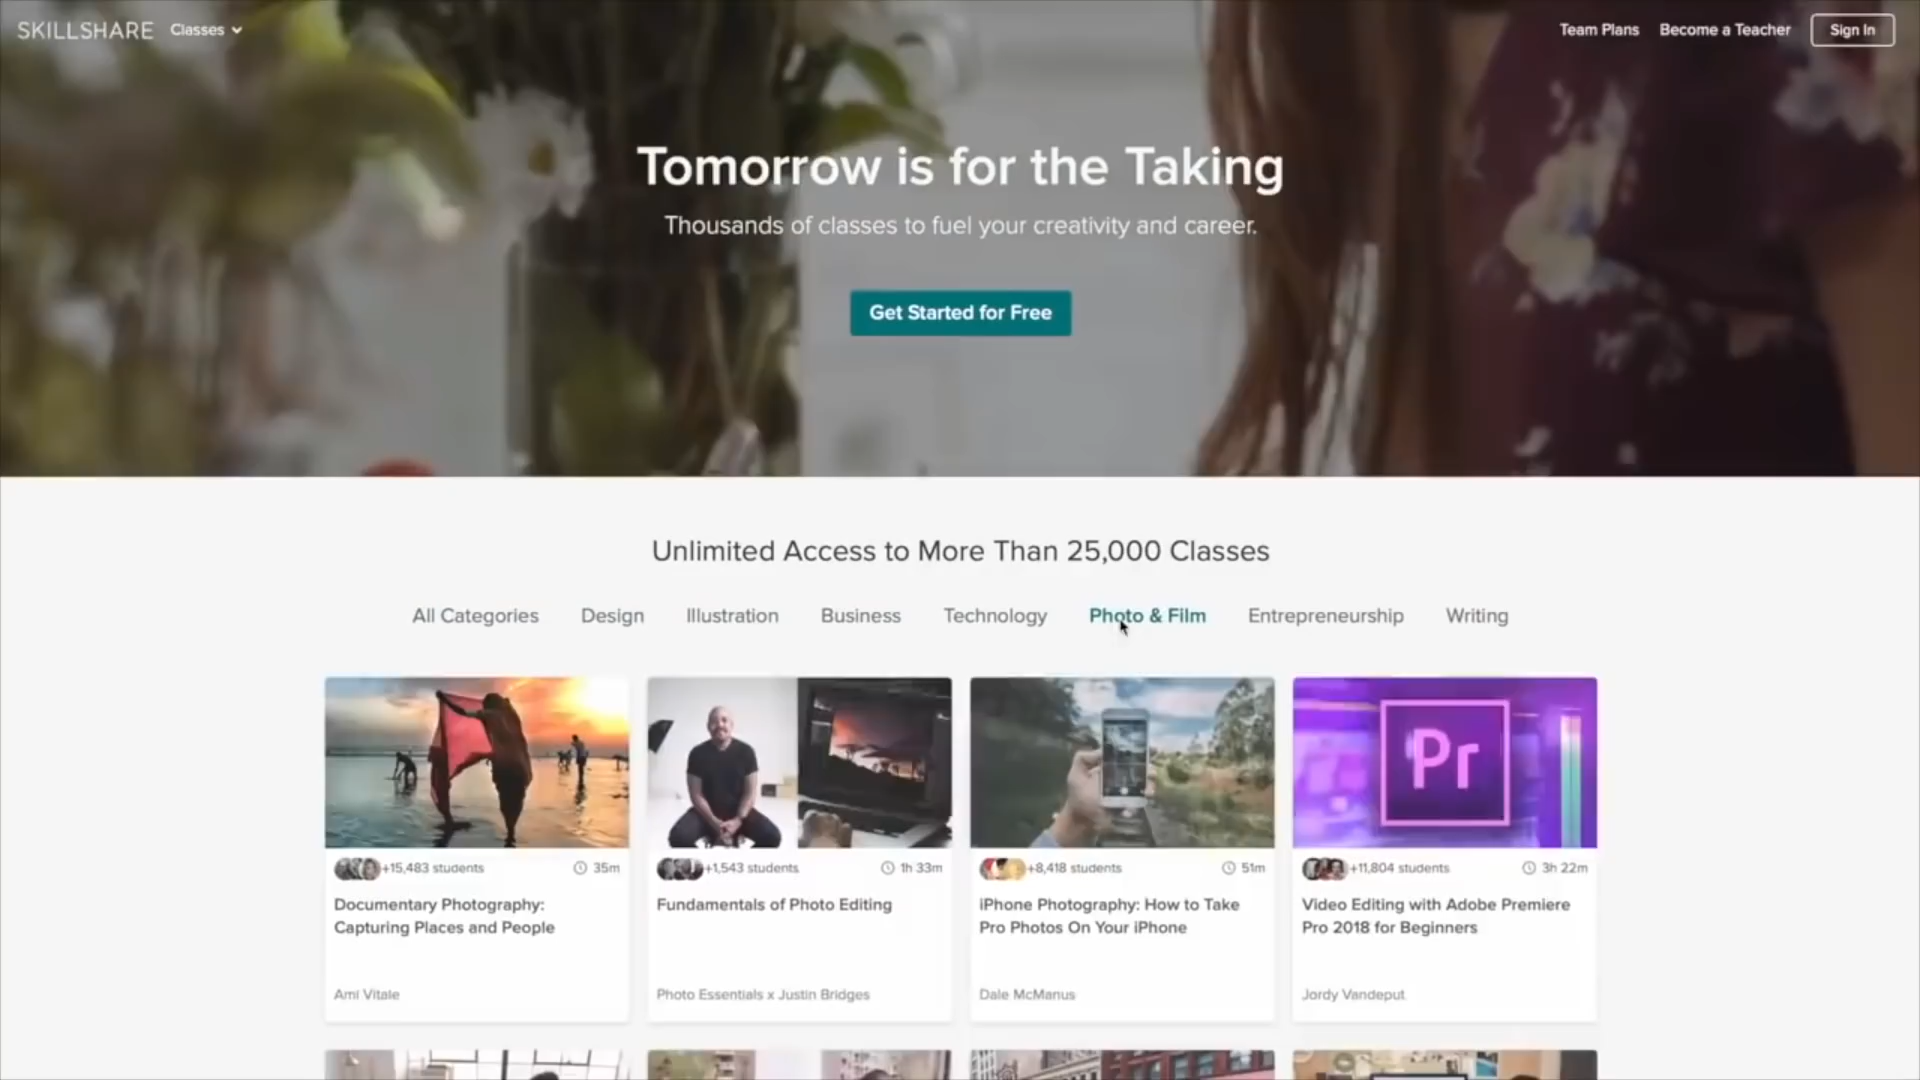 SKILLSHARE Classes Team Plans Become a Teacher Sign In
Tomorrow is for the Taking
Thousands of classes to fuel your creativity and career.
Get Started for Free
Unlimited Access to More Than 25,000 Classes
All Categories Design Illustration Business Technology Photo & Film Entrepreneurship Writing
Pr
+15,483 students 35m
Documentary Photography:
Capturing Places and People
Ami Vitale
+1,543 students 1h 33m
Fundamentals of Photo Editing
Photo Essentials x Justin Bridges
+8,418 students 51m
iPhone Photography: How to Take
Pro Photos On Your iPhone
Dale McManus
+11,804 students 3h 22m
Video Editing with Adobe Premiere
Pro 2018 for Beginners
Jordy Vandeput